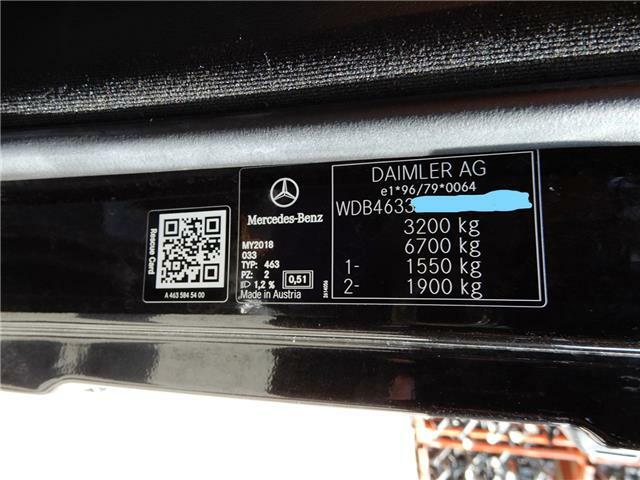 Rescue Card
A 463 584 54 00
Mercedes-Benz
MY2018
033
TYP: 463
PZ: 2
1,2 %
0,51
Made in Austria
DAIMLER AG
e1*96/79*0064
WDB4633
3200 kg
6700 kg
1- 1550 kg
2- 1900 kg